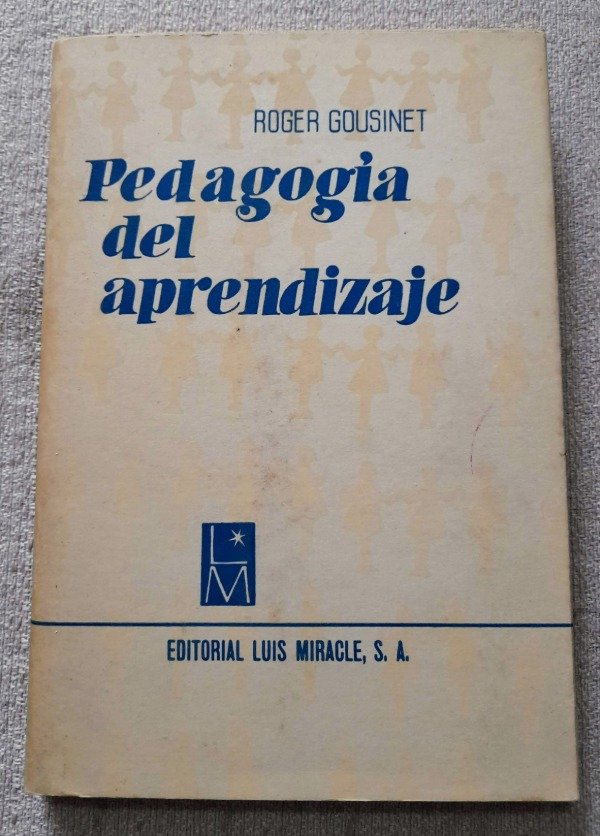 ROGER GOUSINET
Pedagogia
del
aprendizaje
LM
EDITORIAL LUIS MIRACLE, S. A.